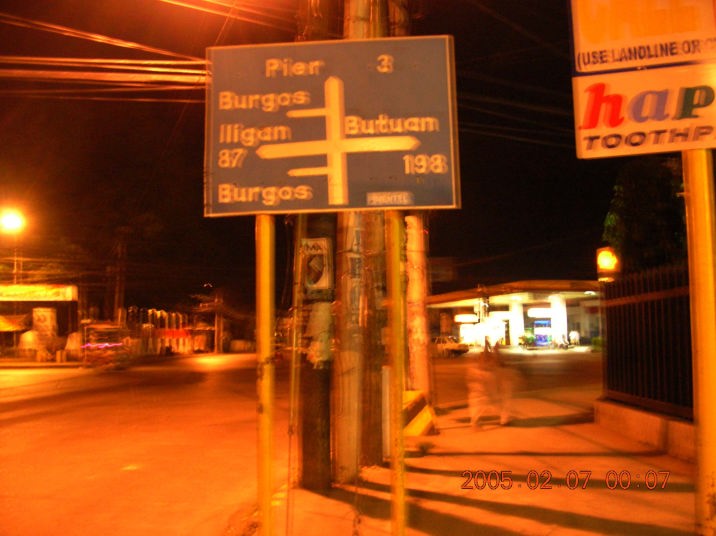 Pier 3
Burgos
Iligan
87
Butuan
198
Burgos
(USE LANDLINE OR
hap
TOOTHP
2005.02.07 00:07